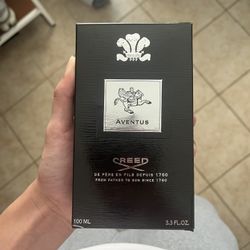 AVENTUS
CREED
DE PÈRE EN FILS DEPUIS 1760
FROM FATHER TO SON SINCE 1760
100 ML 3.3 FL.OZ.